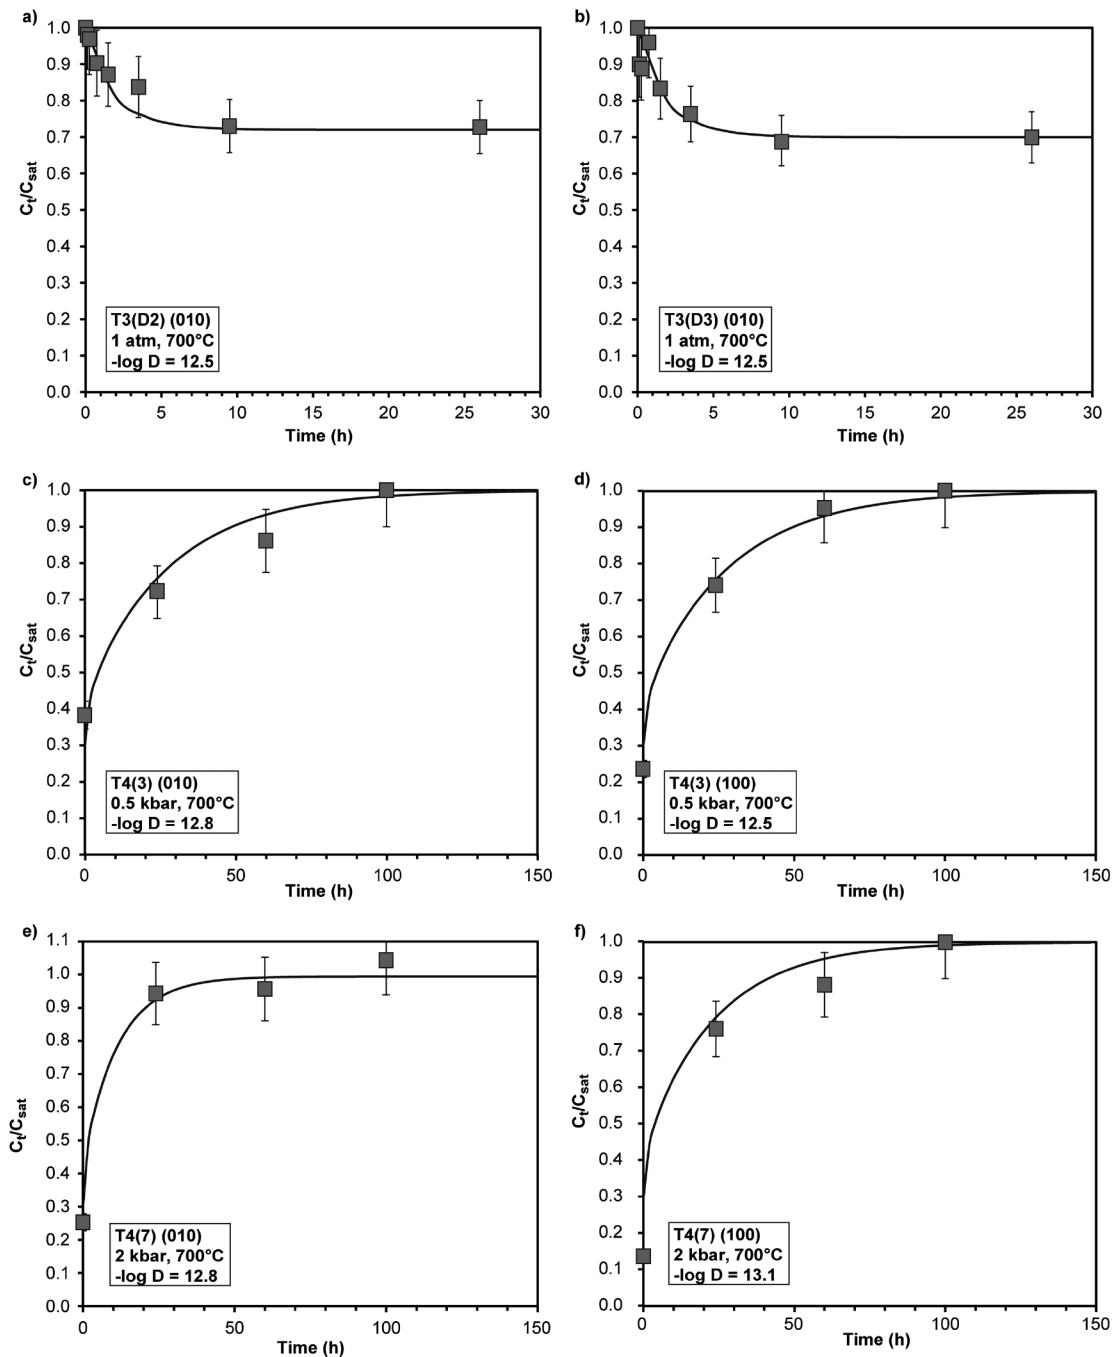 a)
1.0
0.9
0.8
0.7
0.6
0.5
0.4
0.3
0.2
0.1
0.0
Ct/Csat
T3(D2) (010)
1 atm, 700°C
-log D = 12.5
0 5 10 15 20 25 30
Time (h)
b)
1.0
0.9
0.8
0.7
0.6
0.5
0.4
0.3
0.2
0.1
0.0
Ct/Csat
T3(D3) (010)
1 atm, 700°C
-log D = 12.5
0 5 10 15 20 25 30
Time (h)
c)
1.0
0.9
0.8
0.7
0.6
0.5
0.4
0.3
0.2
0.1
0.0
Ct/Csat
T4(3) (010)
0.5 kbar, 700°C
-log D = 12.8
0 50 100 150
Time (h)
d)
1.0
0.9
0.8
0.7
0.6
0.5
0.4
0.3
0.2
0.1
0.0
Ct/Csat
T4(3) (100)
0.5 kbar, 700°C
-log D = 12.5
0 50 100 150
Time (h)
e)
1.1
1.0
0.9
0.8
0.7
0.6
0.5
0.4
0.3
0.2
0.1
0.0
Ct/Csat
T4(7) (010)
2 kbar, 700°C
-log D = 12.8
0 50 100 150
Time (h)
f)
1.0
0.9
0.8
0.7
0.6
0.5
0.4
0.3
0.2
0.1
0.0
Ct/Csat
T4(7) (100)
2 kbar, 700°C
-log D = 13.1
0 50 100 150
Time (h)